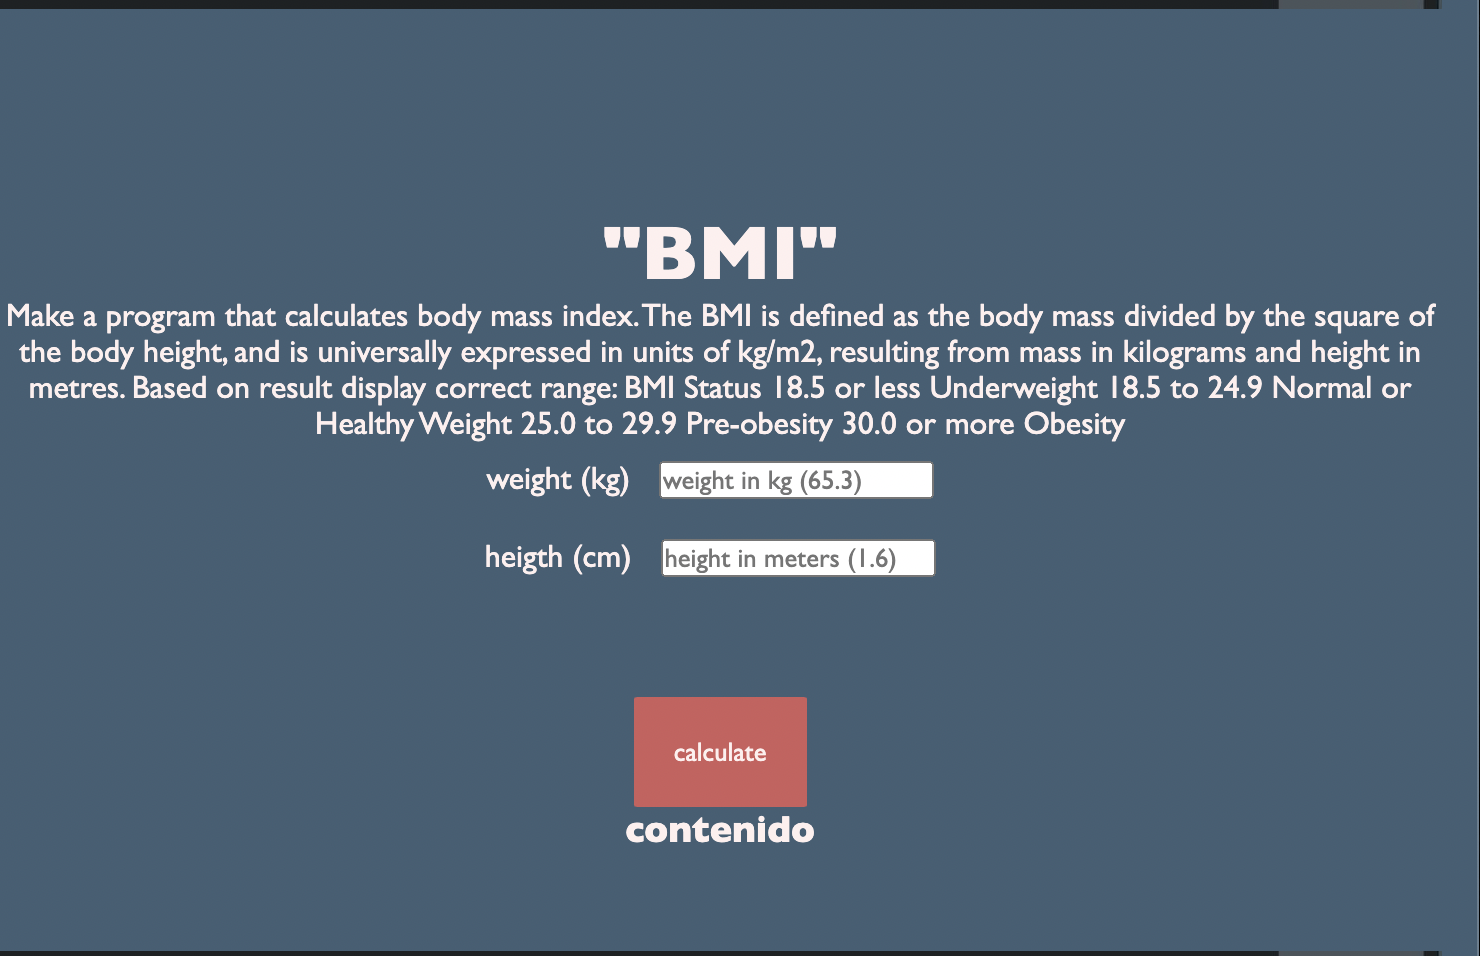 "BMI"
Make a program that calculates body mass index. The BMI is defined as the body mass divided by the square of
the body height, and is universally expressed in units of kg/m2, resulting from mass in kilograms and height in
metres. Based on result display correct range: BMI Status 18.5 or less Underweight 18.5 to 24.9 Normal or
Healthy Weight 25.0 to 29.9 Pre-obesity 30.0 or more Obesity
weight (kg) weight in kg (65.3)
heigth (cm) height in meters (1.6)
calculate
contenido